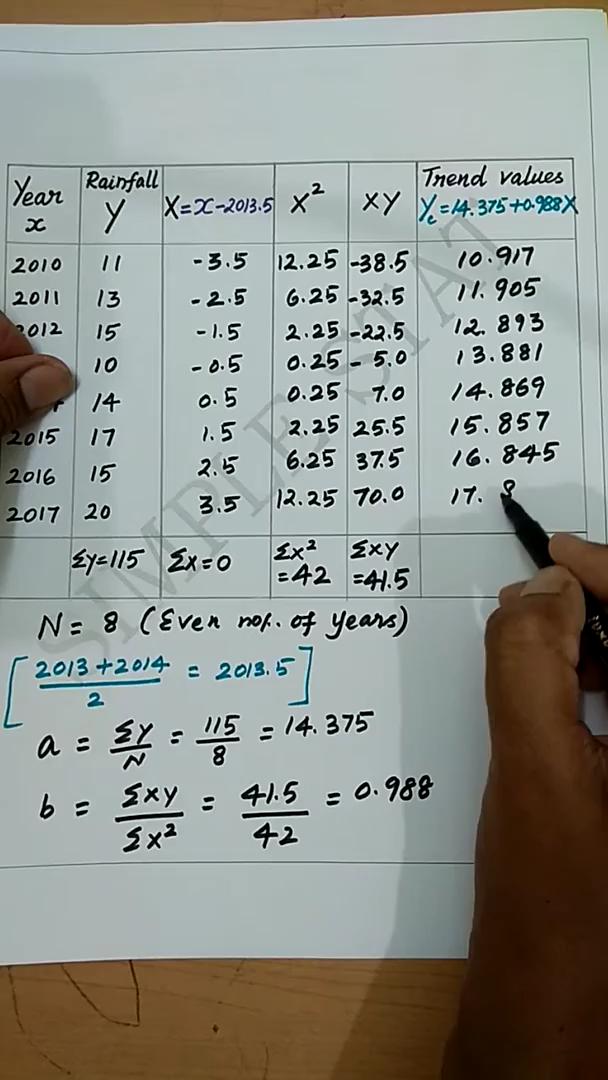 Year x Rainfall Y X=x-2013.5 X² XY Trend values Yc=14.375+0.988X
2010 11 -3.5 12.25 -38.5 10.917
2011 13 -2.5 6.25 -32.5 11.905
2012 15 -1.5 2.25 -22.5 12.893
10 -0.5 0.25 -5.0 13.881
14 0.5 0.25 7.0 14.869
2015 17 1.5 2.25 25.5 15.857
2016 15 2.5 6.25 37.5 16.845
2017 20 3.5 12.25 70.0 17.8
ΣY=115 ΣX=0 ΣX²=42 ΣXY=41.5
N = 8 (Even no. of years)
[2013+2014/2 = 2013.5]
a = ΣY/N = 115/8 = 14.375
b = ΣXY/ΣX² = 41.5/42 = 0.988
SIMPLE STAT